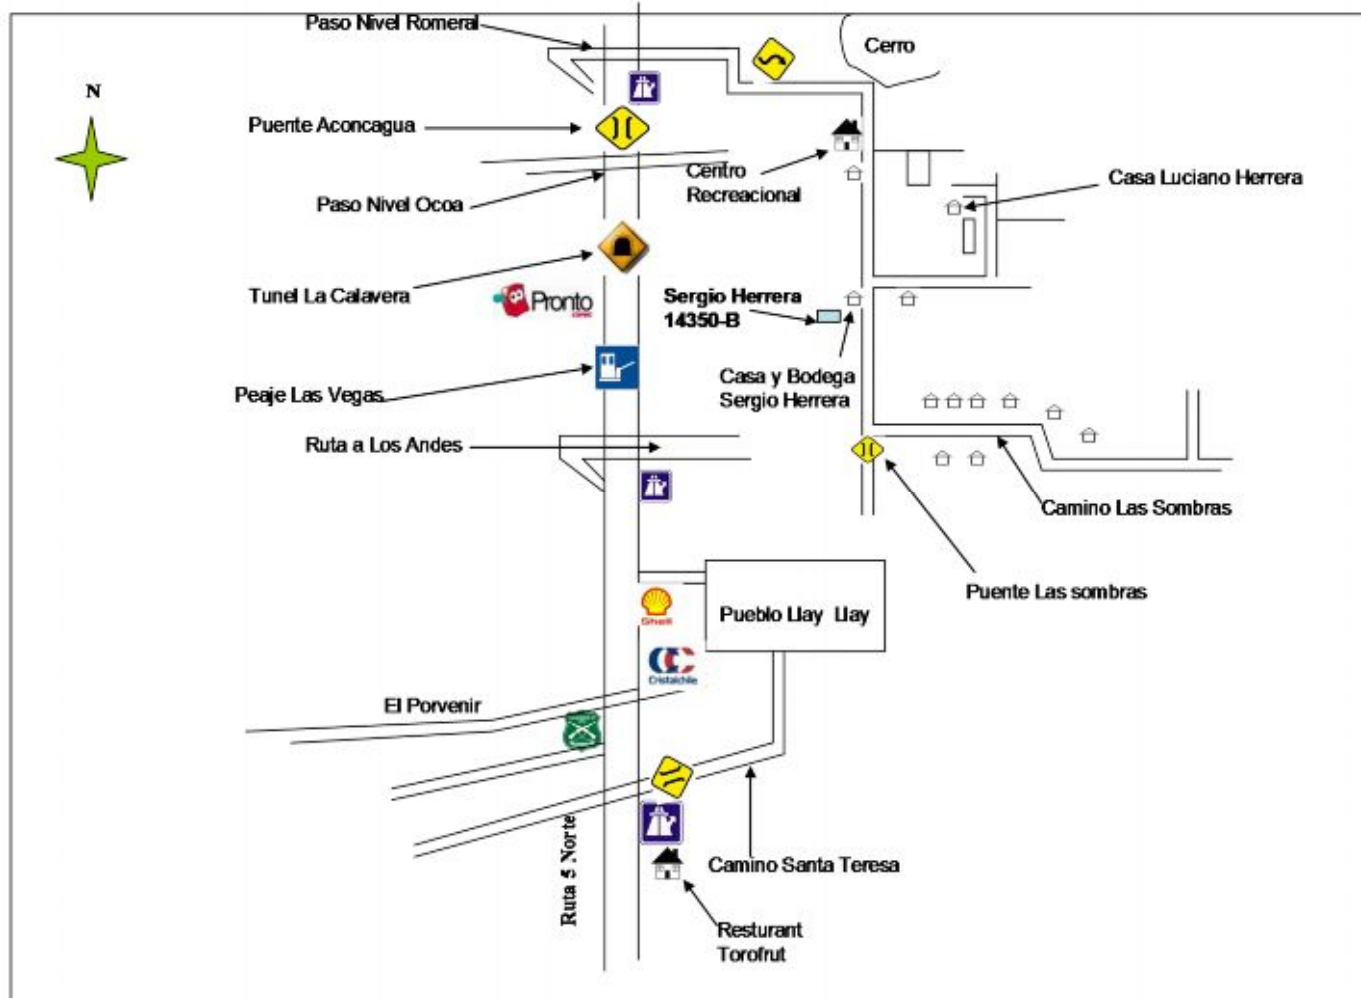 Paso Nivel Romeral
Cerro
N
Puente Aconcagua
Centro
Recreacional
Casa Luciano Herrera
Paso Nivel Ocoa
Tunel La Calavera
Pronto
COPEC
Sergio Herrera
14350-B
Casa y Bodega
Sergio Herrera
Peaje Las Vegas
Ruta a Los Andes
Camino Las Sombras
Puente Las sombras
Pueblo Llay Llay
Shell
Cristalchile
El Porvenir
Ruta 5 Norte
Camino Santa Teresa
Resturant
Torofrut